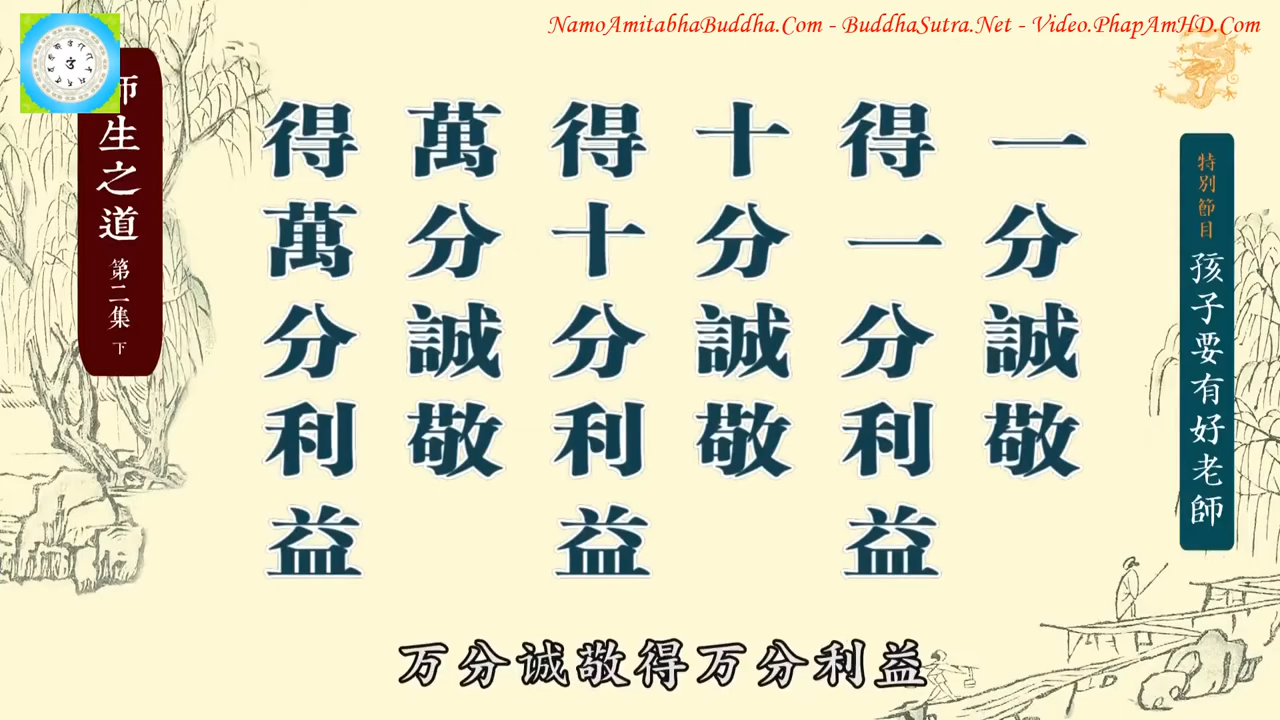 NamoAmitabhaBuddha.Com - BuddhaSutra.Net - Video.PhapAmHD.Com
特別節目
孩子要有好老師
一分誠敬
得一分利益
十分誠敬
得十分利益
萬分誠敬
得萬分利益
師生之道
第二集 下
万分诚敬得万分利益